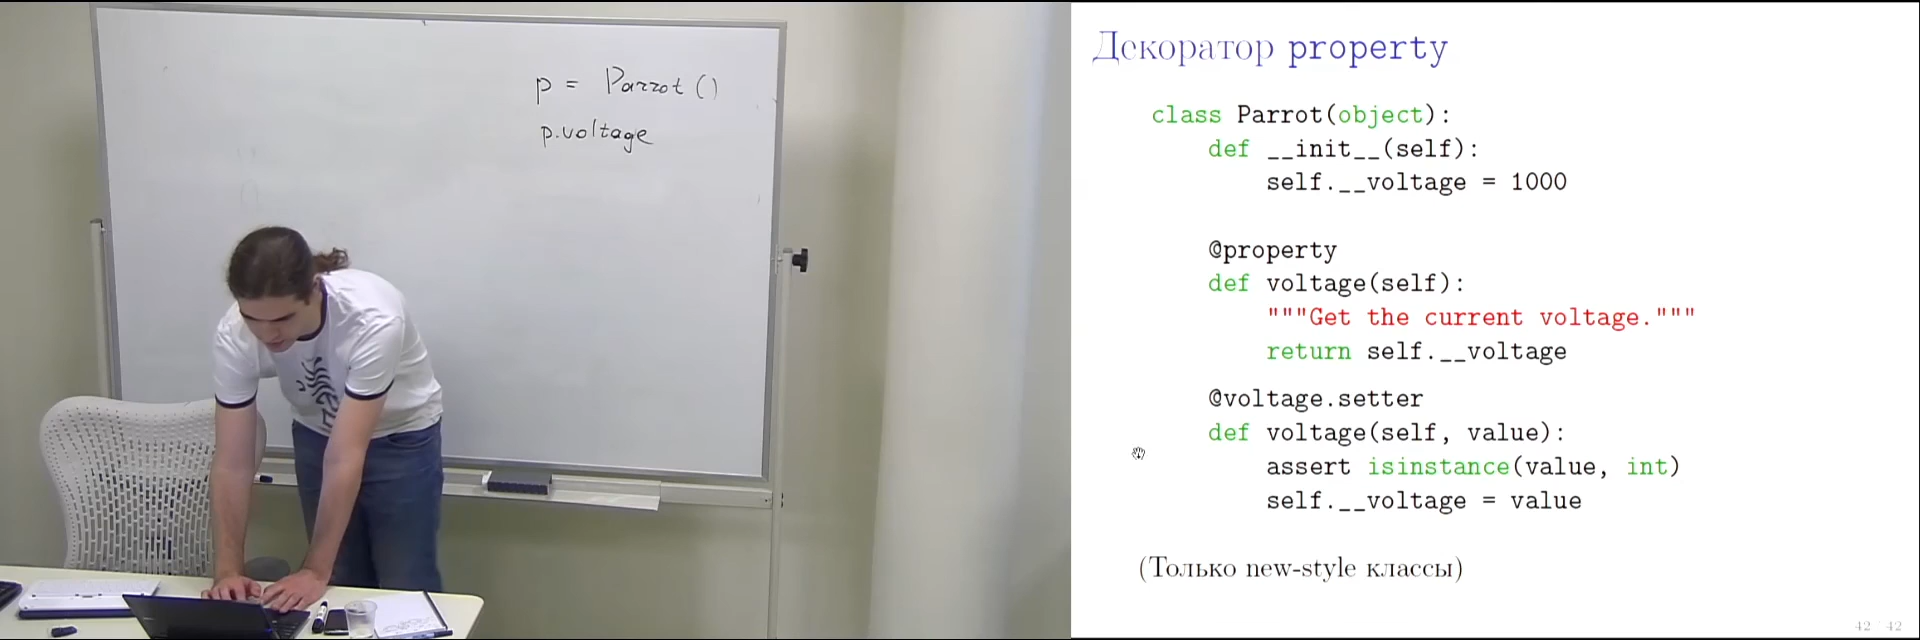 p = Parrot ()
p.voltage
Декоратор property
class Parrot(object):
def __init__(self):
self.__voltage = 1000
@property
def voltage(self):
"""Get the current voltage."""
return self.__voltage
@voltage.setter
def voltage(self, value):
assert isinstance(value, int)
self.__voltage = value
(Только new-style классы)
42 / 42